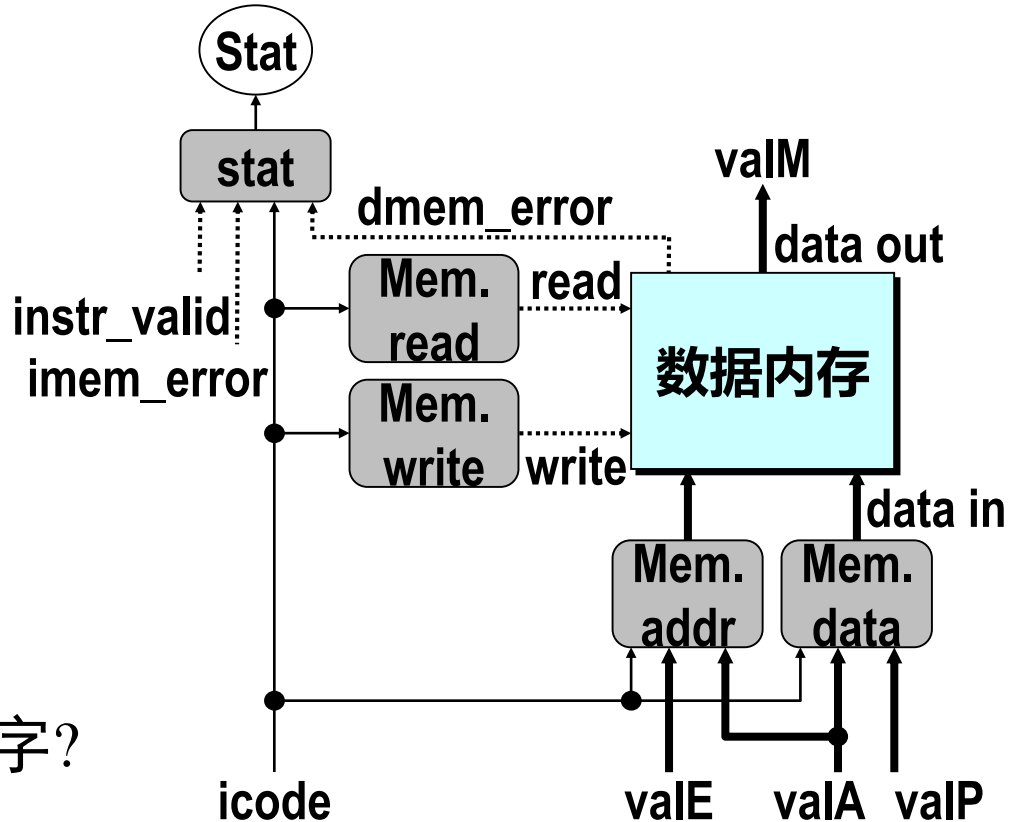 Stat
stat
valM
dmem_error
data out
Mem.
read
read
instr_valid
imem_error
数据内存
Mem.
write
write
data in
Mem.
addr
Mem.
data
字?
icode
valE
valA
valP